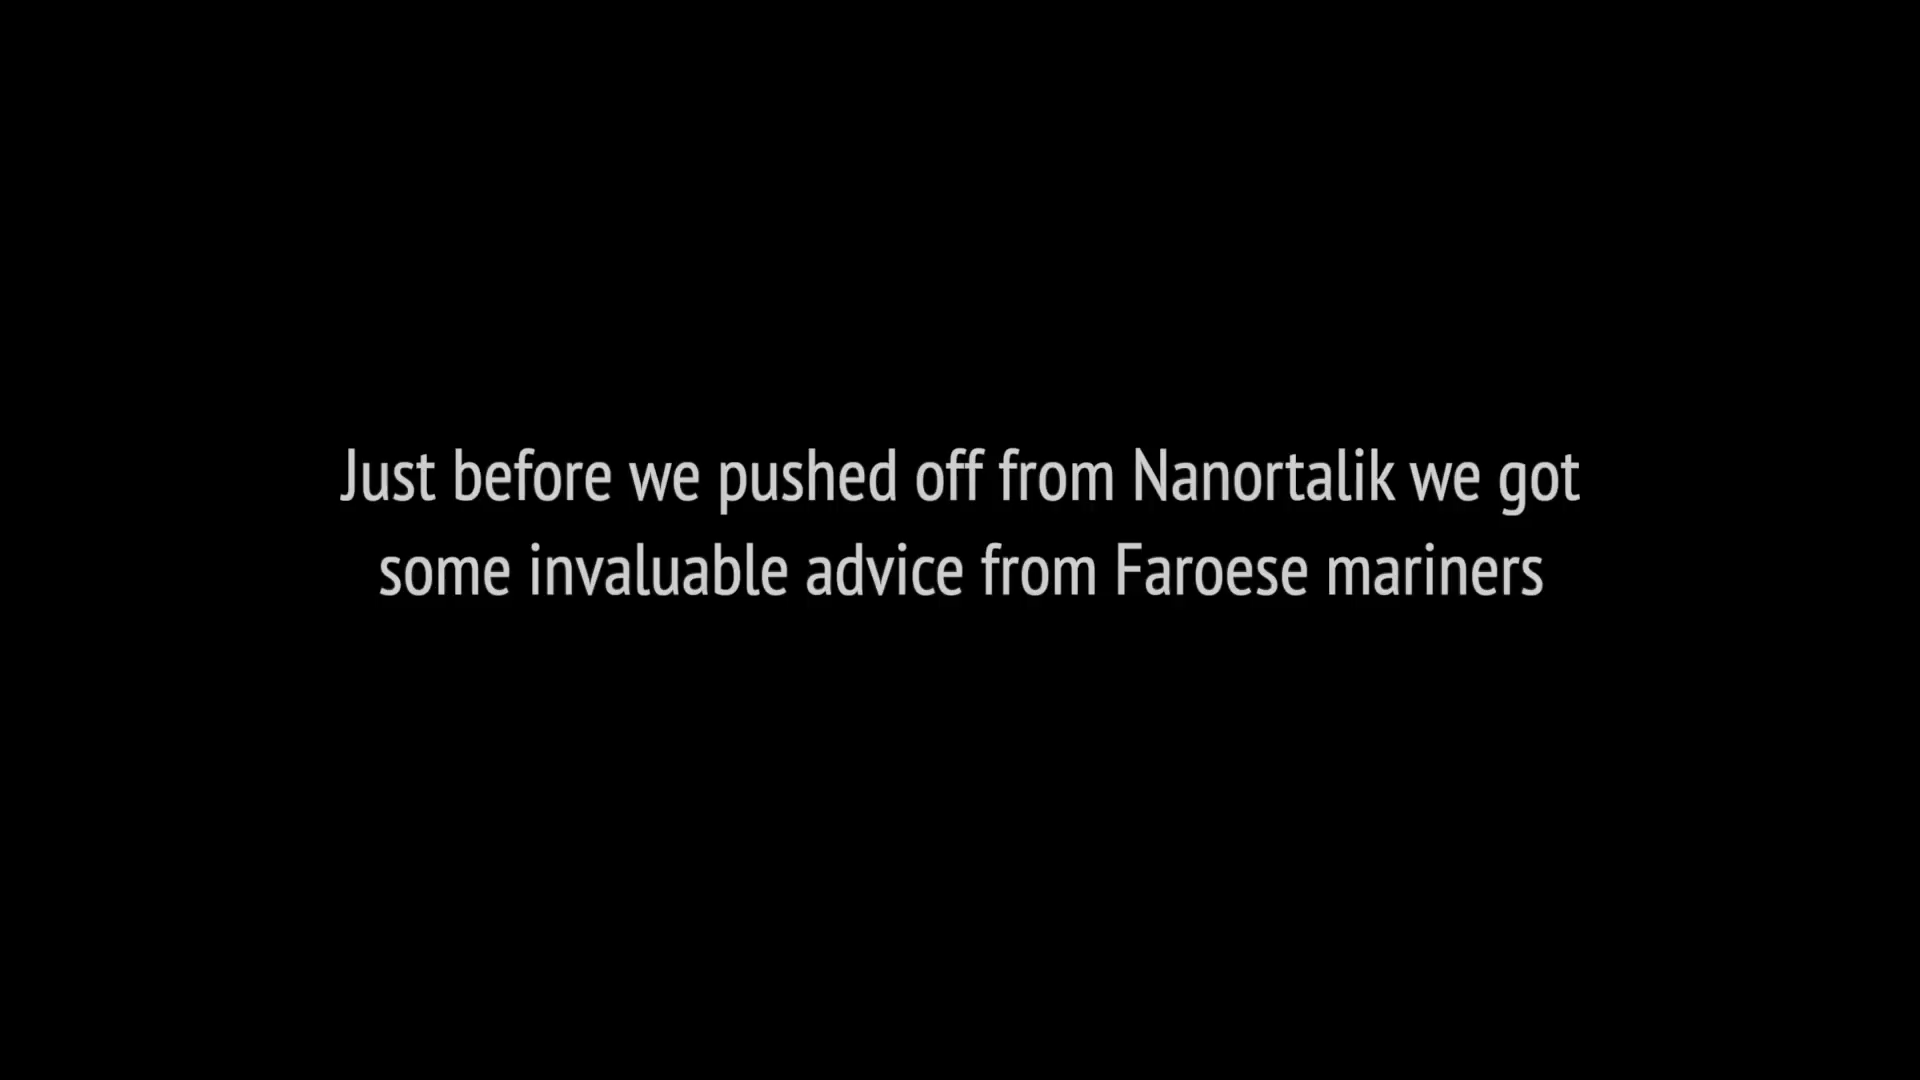 Just before we pushed off from Nanortalik we got
some invaluable advice from Faroese mariners